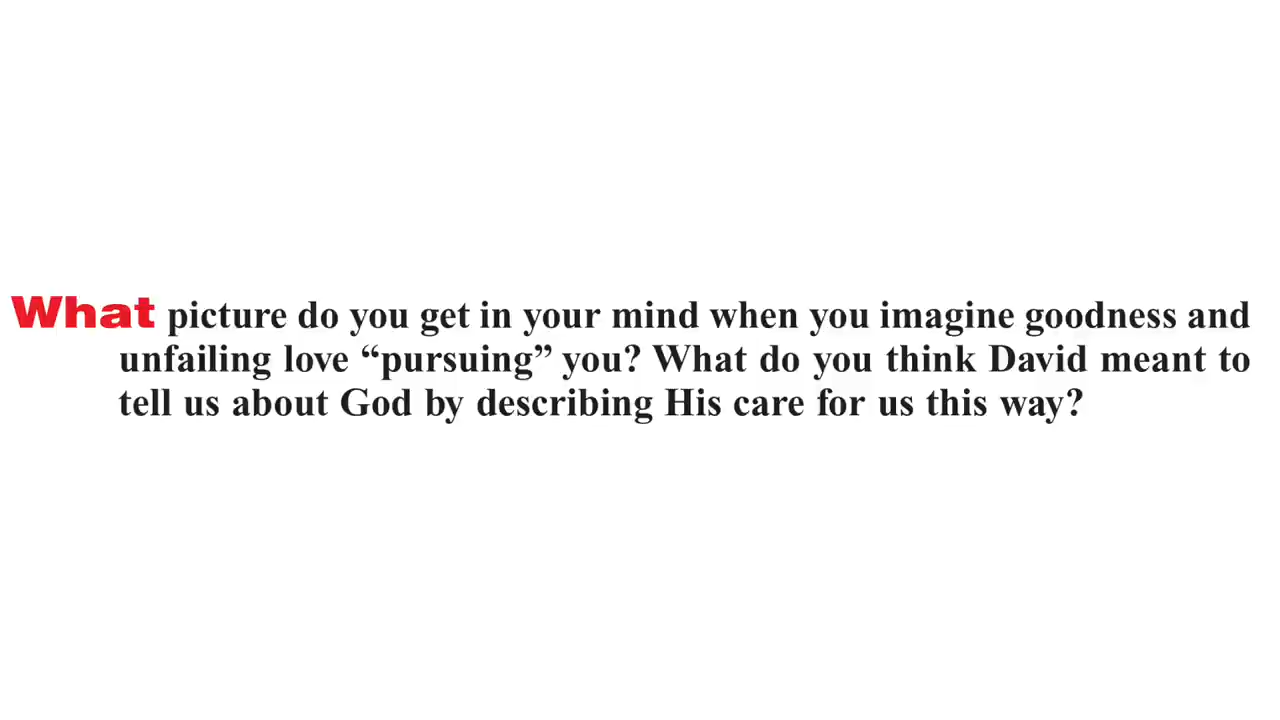 What picture do you get in your mind when you imagine goodness and
unfailing love “pursuing” you? What do you think David meant to
tell us about God by describing His care for us this way?